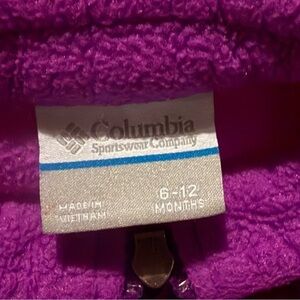 Columbia
Sportswear Company
MADE IN
VIETNAM
6-12
MONTHS